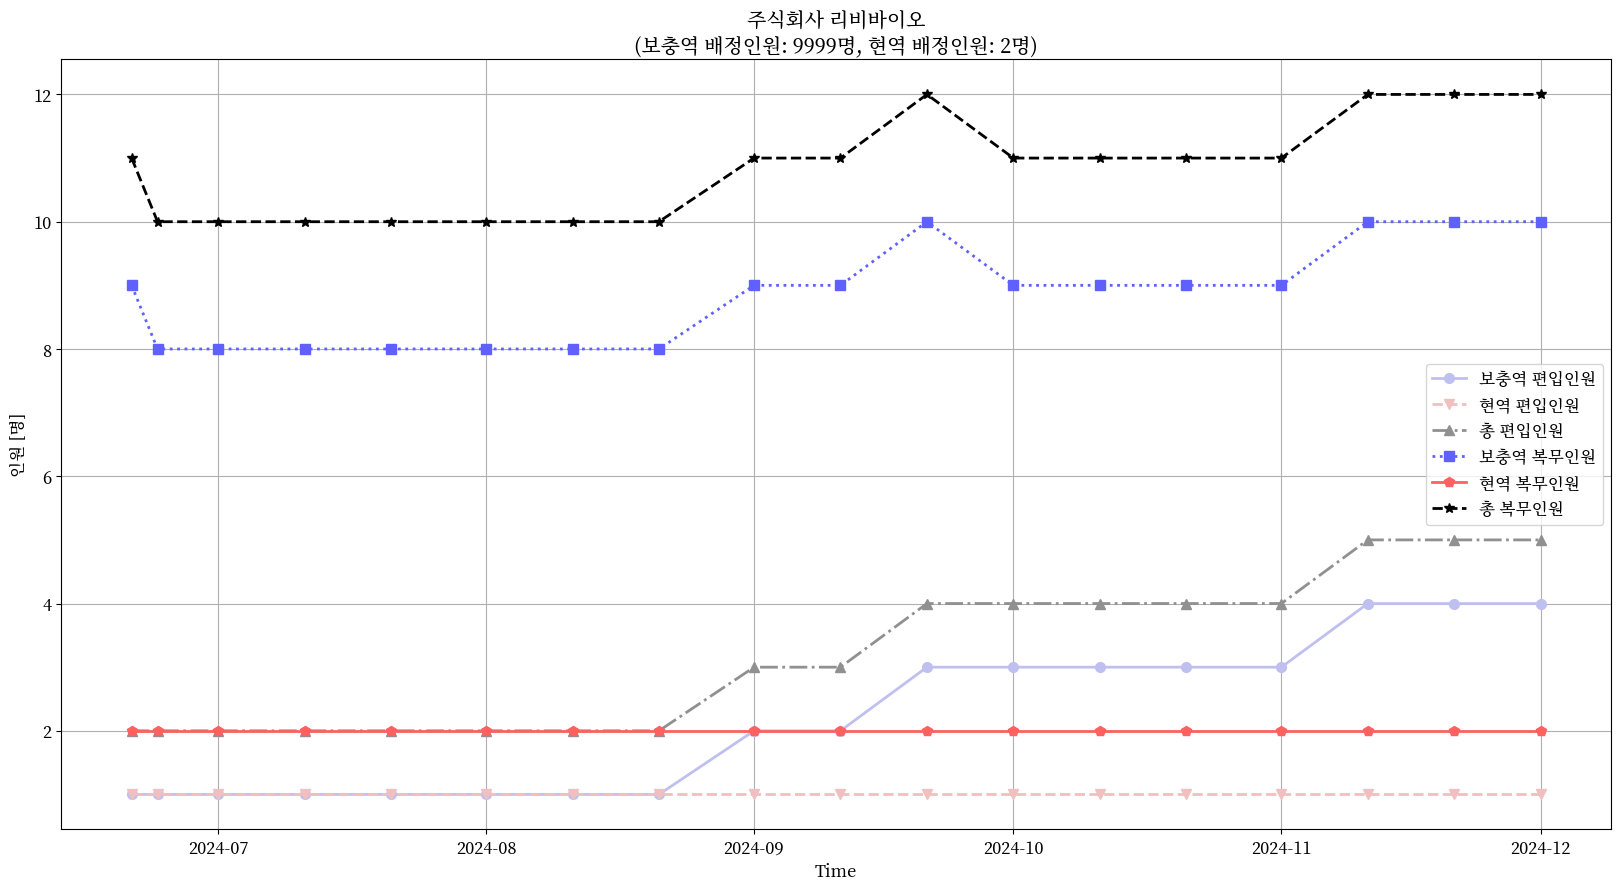 주식회사 리비바이오
(보충역 배정인원: 9999명, 현역 배정인원: 2명)
12
10
8
6
4
2
인원 [명]
보충역 편입인원
현역 편입인원
총 편입인원
보충역 복무인원
현역 복무인원
총 복무인원
2024-07
2024-08
2024-09
2024-10
2024-11
2024-12
Time